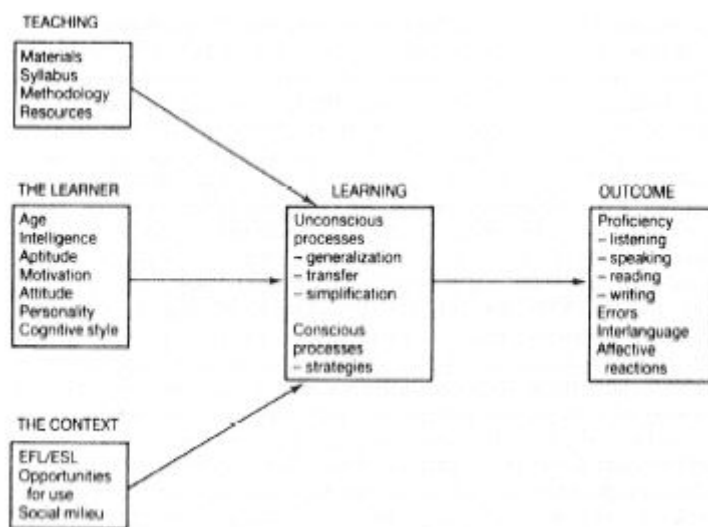 TEACHING
Materials
Syllabus
Methodology
Resources
THE LEARNER
Age
Intelligence
Aptitude
Motivation
Attitude
Personality
Cognitive style
THE CONTEXT
EFL/ESL
Opportunities
for use
Social milieu
LEARNING
Unconscious
processes
– generalization
– transfer
– simplification
Conscious
processes
– strategies
OUTCOME
Proficiency
– listening
– speaking
– reading
– writing
Errors
Interlanguage
Affective
reactions